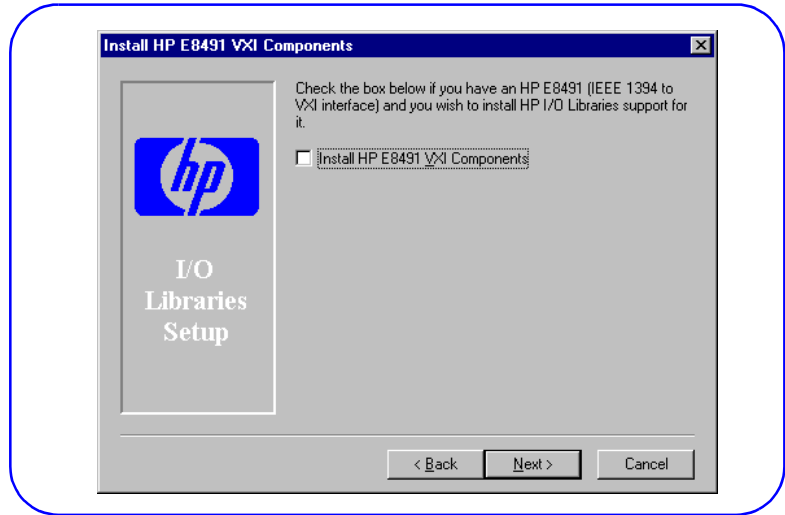 Install HP E8491 VXI Components
Check the box below if you have an HP E8491 (IEEE 1394 to
VXI interface) and you wish to install HP I/O Libraries support for
it.
Install HP E8491 VXI Components
hp
I/O
Libraries
Setup
< Back
Next >
Cancel